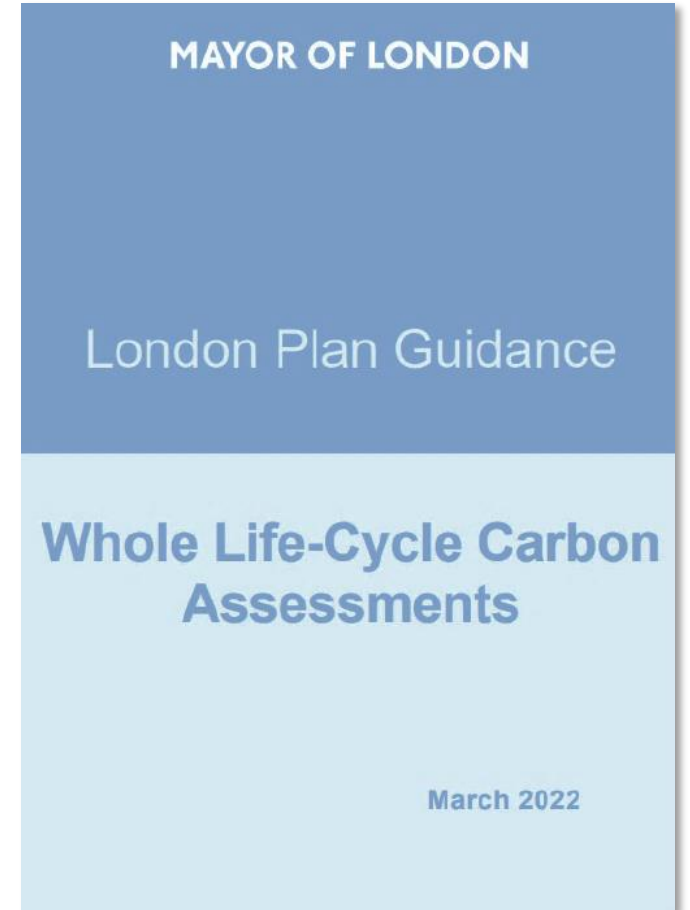 MAYOR OF LONDON
London Plan Guidance
Whole Life-Cycle Carbon
Assessments
March 2022